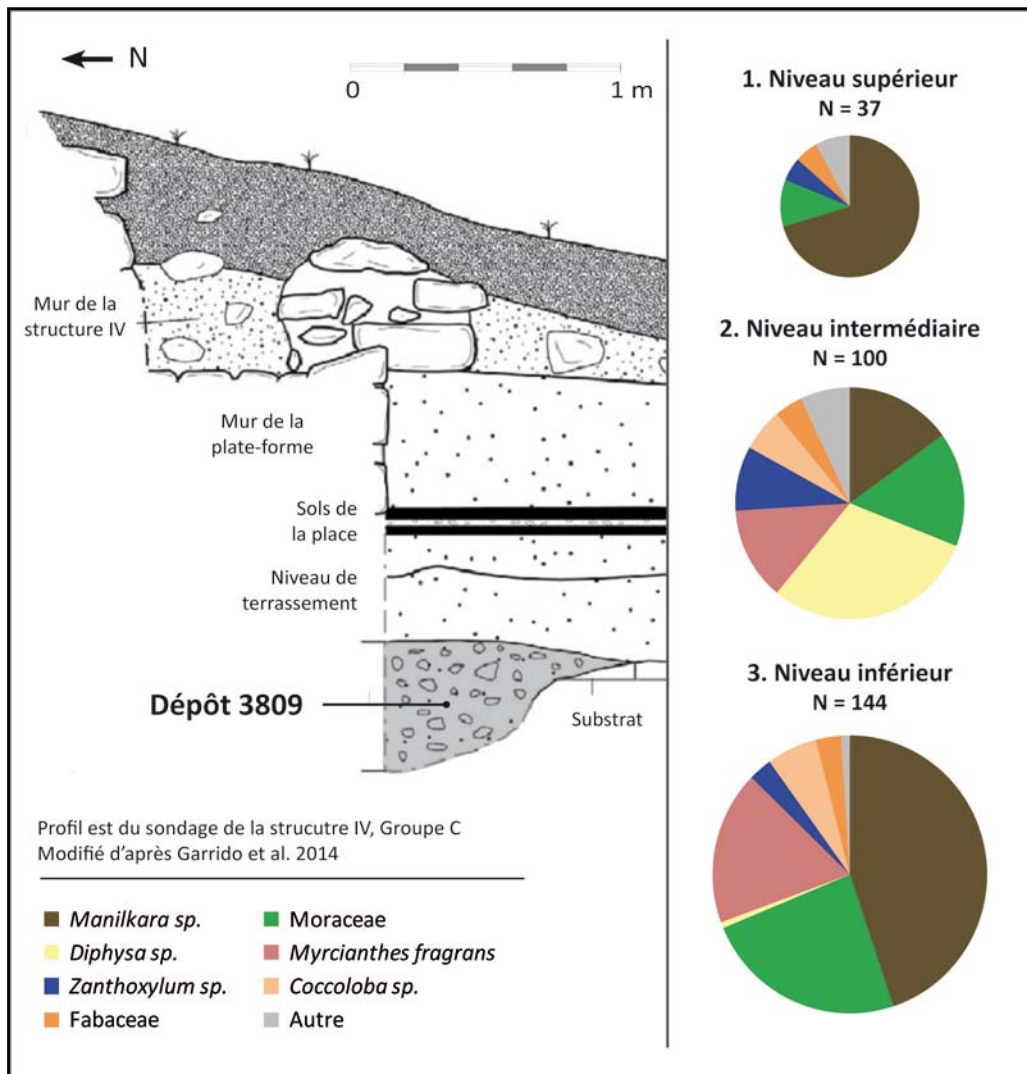 N
0 1 m
Mur de la
structure IV
Mur de la
plate-forme
Sols de
la place
Niveau de
terrassement
Dépôt 3809
Substrat
Profil est du sondage de la strucutre IV, Groupe C
Modifié d'après Garrido et al. 2014
Manilkara sp.
Diphysa sp.
Zanthoxylum sp.
Fabaceae
Moraceae
Myrcianthes fragrans
Coccoloba sp.
Autre
1. Niveau supérieur
N = 37
2. Niveau intermédiaire
N = 100
3. Niveau inférieur
N = 144